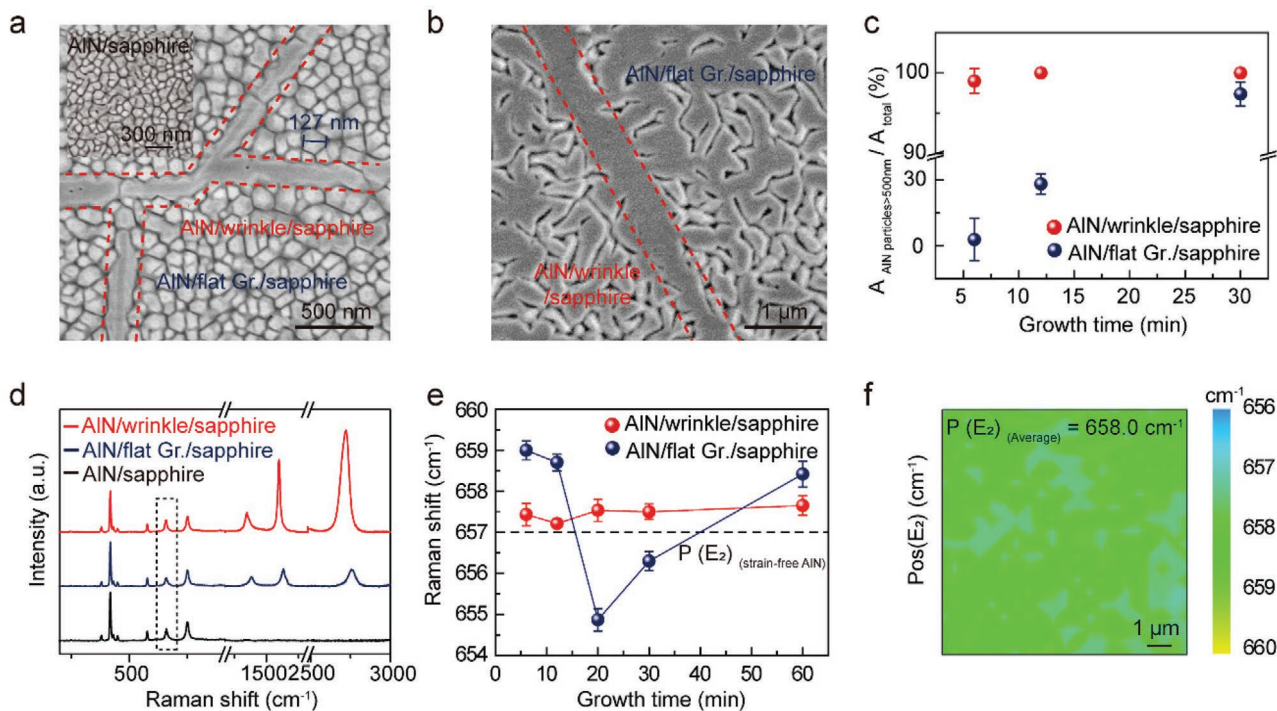 a
AlN/sapphire
300 nm
127 nm
AlN/wrinkle/sapphire
AlN/flat Gr./sapphire
500 nm
b
AlN/flat Gr./sapphire
AlN/wrinkle
/sapphire
1 μm
c
A AlN particles>500nm / A total (%)
100
90
30
0
AlN/wrinkle/sapphire
AlN/flat Gr./sapphire
5 10 15 20 25 30
Growth time (min)
d
Intensity (a.u.)
AlN/wrinkle/sapphire
AlN/flat Gr./sapphire
AlN/sapphire
500 1500 2500 3000
Raman shift (cm⁻¹)
e
Raman shift (cm⁻¹)
660
659
658
657
656
655
654
AlN/wrinkle/sapphire
AlN/flat Gr./sapphire
P (E₂) (strain-free AlN)
0 10 20 30 40 50 60
Growth time (min)
f
Pos(E₂) (cm⁻¹)
P (E₂) (Average) = 658.0 cm⁻¹
1 μm
cm⁻¹
656
657
658
659
660